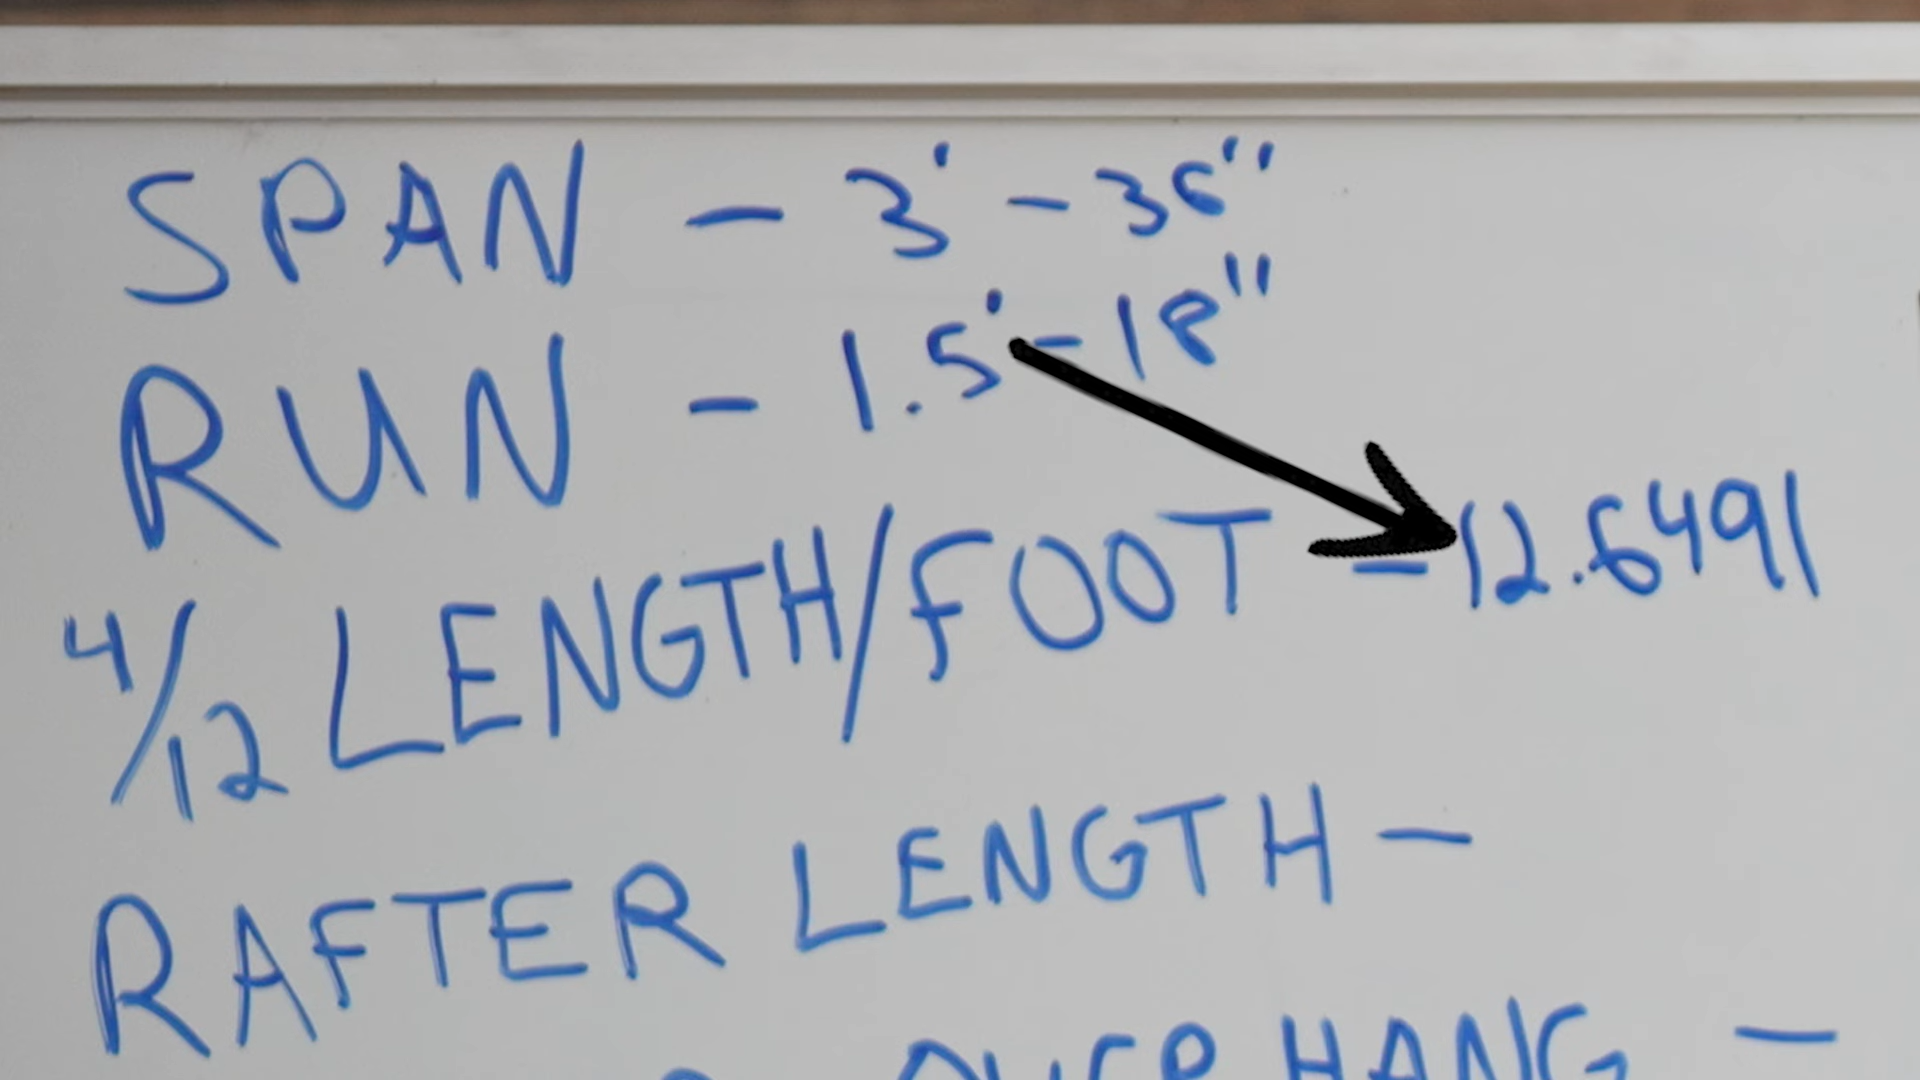 SPAN - 3' - 36"
RUN - 1.5' - 18"
4/12 LENGTH/FOOT - 12.6491
RAFTER LENGTH -
OVERHANG -